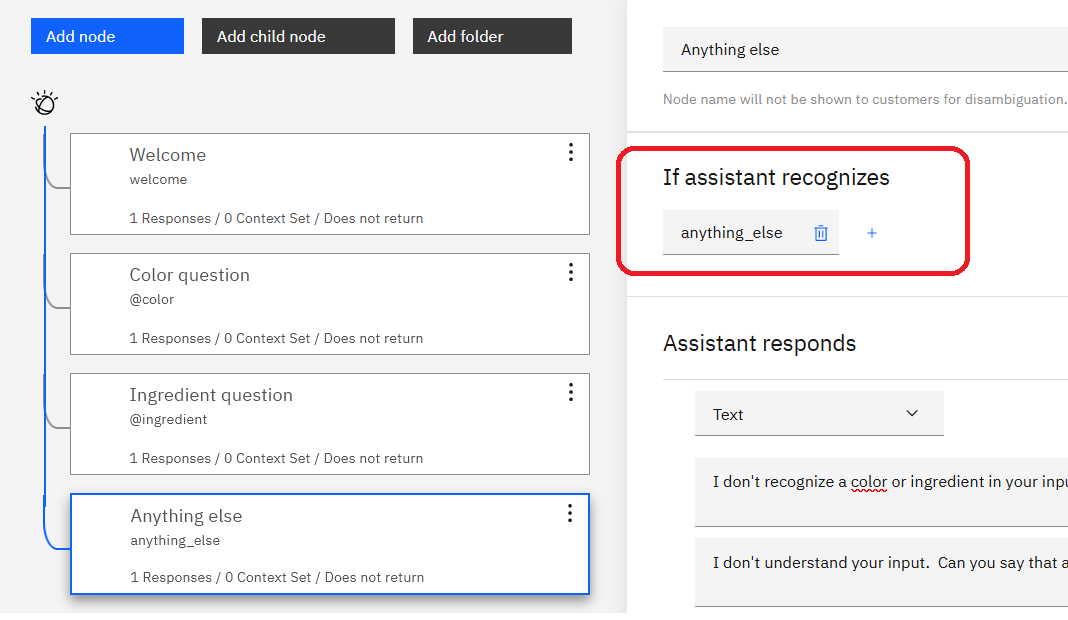 Add node
Add child node
Add folder
Welcome
welcome
1 Responses / 0 Context Set / Does not return
Color question
@color
1 Responses / 0 Context Set / Does not return
Ingredient question
@ingredient
1 Responses / 0 Context Set / Does not return
Anything else
anything_else
1 Responses / 0 Context Set / Does not return
Anything else
Node name will not be shown to customers for disambiguation.
If assistant recognizes
anything_else +
Assistant responds
Text
I don't recognize a color or ingredient in your inpu
I don't understand your input. Can you say that a